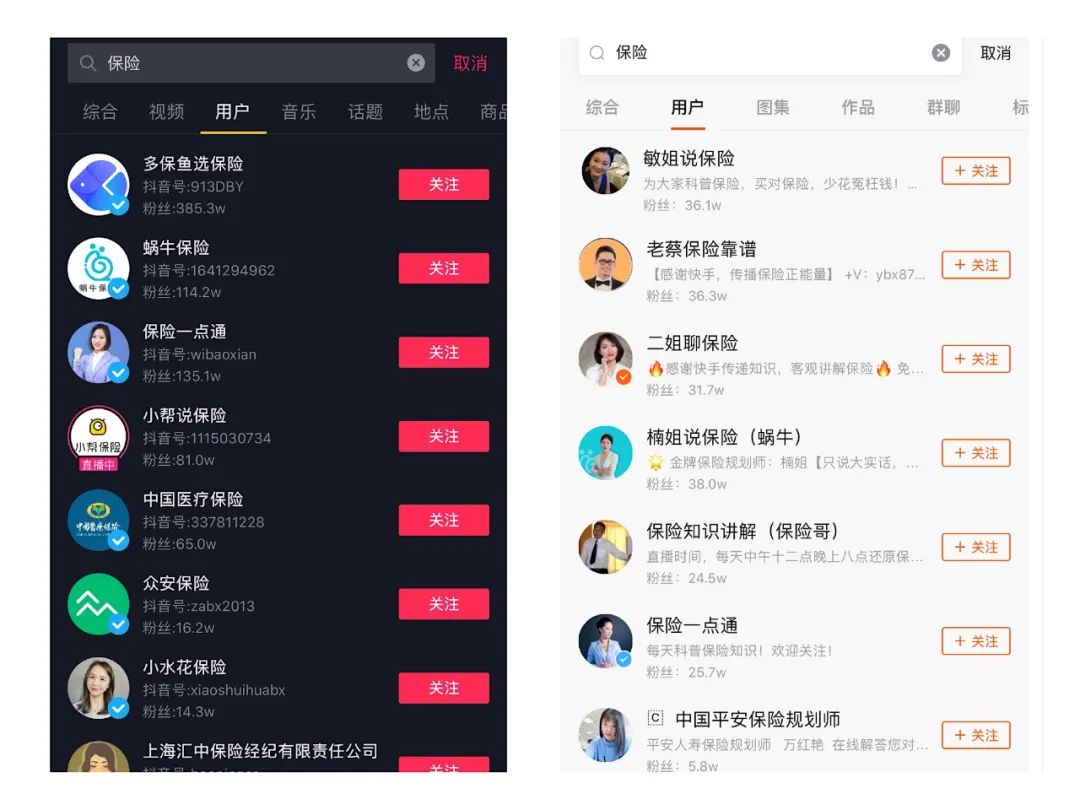 保险
取消
综合 视频 用户 音乐 话题 地点 商品
多保鱼选保险
抖音号:913DBY
粉丝:385.3w
关注
蜗牛保险
抖音号:1641294962
粉丝:114.2w
关注
蜗牛保
保险一点通
抖音号:wibaoxian
粉丝:135.1w
关注
小帮说保险
抖音号:1115030734
粉丝:81.0w
关注
小帮保险
直播中
中国医疗保险
抖音号:337811228
粉丝:65.0w
关注
众安保险
抖音号:zabx2013
粉丝:16.2w
关注
小水花保险
抖音号:xiaoshuihuabx
粉丝:14.3w
关注
上海汇中保险经纪有限责任公司
关注
保险
取消
综合 用户 图集 作品 群聊 标
敏姐说保险
为大家科普保险，买对保险，少花冤枉钱！...
粉丝：36.1w
+ 关注
老蔡保险靠谱
【感谢快手，传播保险正能量】 +V：ybx87...
粉丝：36.3w
+ 关注
二姐聊保险
🔥感谢快手传递知识，客观讲解保险🔥 免...
粉丝：31.7w
+ 关注
楠姐说保险（蜗牛）
🌟 金牌保险规划师：楠姐【只说大实话，...
粉丝：38.0w
+ 关注
保险知识讲解（保险哥）
直播时间，每天中午十二点晚上八点还原保...
粉丝：24.5w
+ 关注
保险一点通
每天科普保险知识！欢迎关注！
粉丝：25.7w
+ 关注
🄲 中国平安保险规划师
平安人寿保险规划师 万红艳 在线解答您对...
粉丝：5.8w
+ 关注